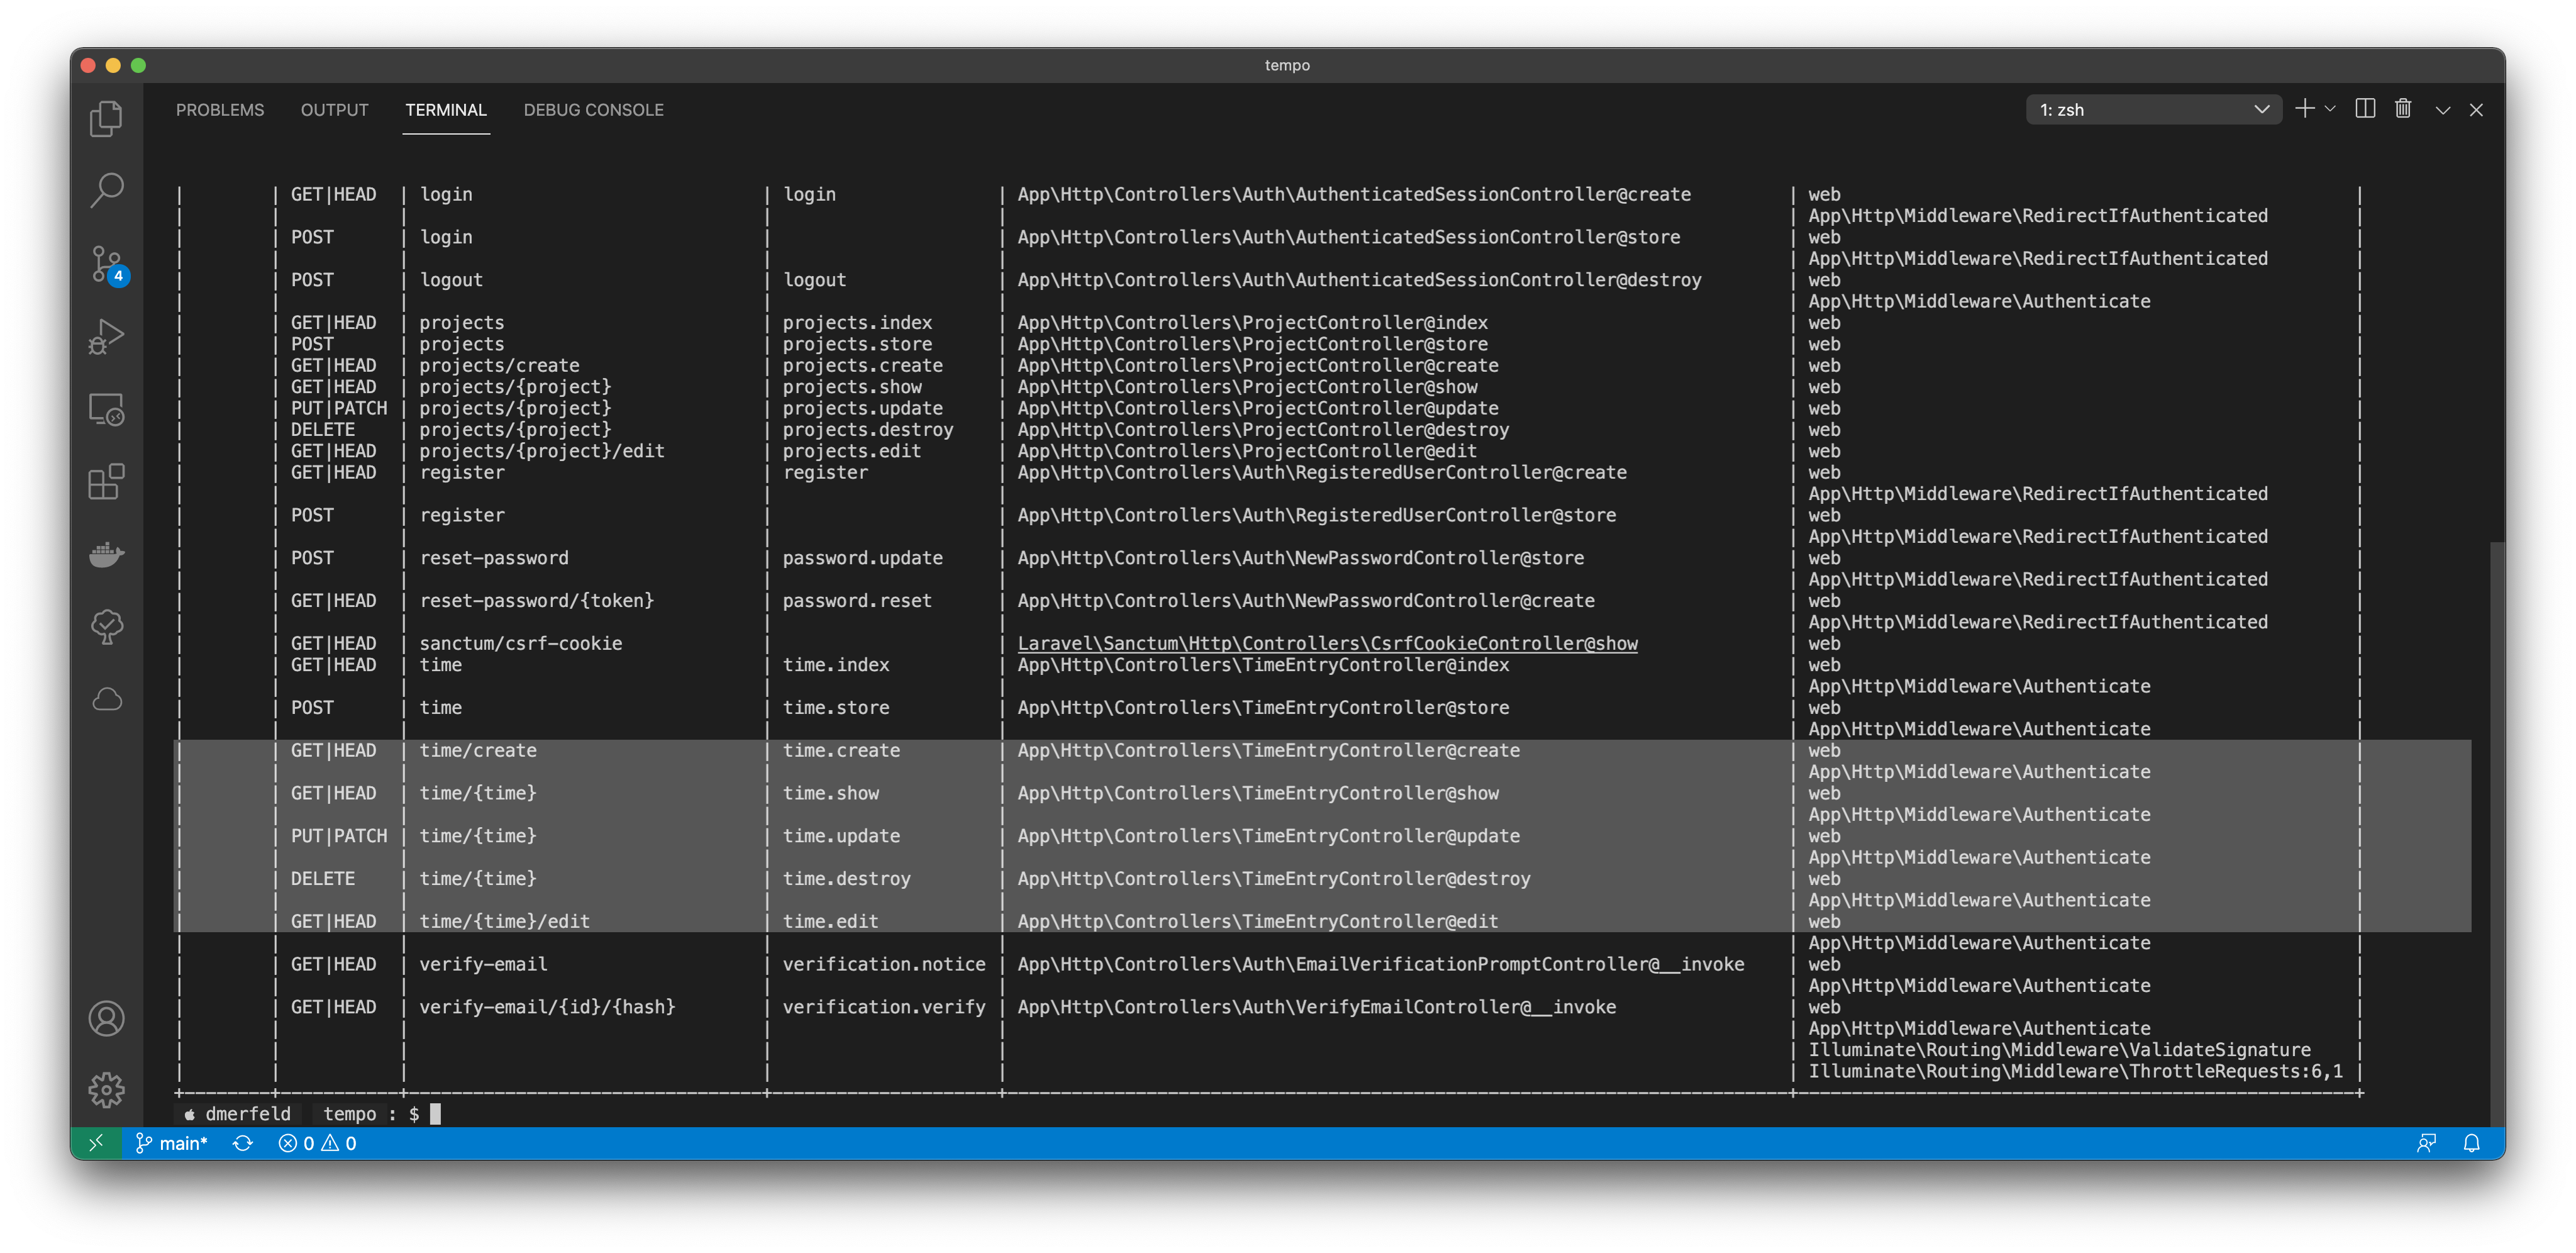 tempo
PROBLEMS OUTPUT TERMINAL DEBUG CONSOLE 1: zsh
| | GET|HEAD | login | login | App\Http\Controllers\Auth\AuthenticatedSessionController@create | web |
| | | | | | App\Http\Middleware\RedirectIfAuthenticated |
| | POST | login | | App\Http\Controllers\Auth\AuthenticatedSessionController@store | web |
| | | | | | App\Http\Middleware\RedirectIfAuthenticated |
| | POST | logout | logout | App\Http\Controllers\Auth\AuthenticatedSessionController@destroy | web |
| | | | | | App\Http\Middleware\Authenticate |
| | GET|HEAD | projects | projects.index | App\Http\Controllers\ProjectController@index | web |
| | POST | projects | projects.store | App\Http\Controllers\ProjectController@store | web |
| | GET|HEAD | projects/create | projects.create | App\Http\Controllers\ProjectController@create | web |
| | GET|HEAD | projects/{project} | projects.show | App\Http\Controllers\ProjectController@show | web |
| | PUT|PATCH | projects/{project} | projects.update | App\Http\Controllers\ProjectController@update | web |
| | DELETE | projects/{project} | projects.destroy | App\Http\Controllers\ProjectController@destroy | web |
| | GET|HEAD | projects/{project}/edit | projects.edit | App\Http\Controllers\ProjectController@edit | web |
| | GET|HEAD | register | register | App\Http\Controllers\Auth\RegisteredUserController@create | web |
| | | | | | App\Http\Middleware\RedirectIfAuthenticated |
| | POST | register | | App\Http\Controllers\Auth\RegisteredUserController@store | web |
| | | | | | App\Http\Middleware\RedirectIfAuthenticated |
| | POST | reset-password | password.update | App\Http\Controllers\Auth\NewPasswordController@store | web |
| | | | | | App\Http\Middleware\RedirectIfAuthenticated |
| | GET|HEAD | reset-password/{token} | password.reset | App\Http\Controllers\Auth\NewPasswordController@create | web |
| | | | | | App\Http\Middleware\RedirectIfAuthenticated |
| | GET|HEAD | sanctum/csrf-cookie | | Laravel\Sanctum\Http\Controllers\CsrfCookieController@show | web |
| | GET|HEAD | time | time.index | App\Http\Controllers\TimeEntryController@index | web |
| | | | | | App\Http\Middleware\Authenticate |
| | POST | time | time.store | App\Http\Controllers\TimeEntryController@store | web |
| | | | | | App\Http\Middleware\Authenticate |
| | GET|HEAD | time/create | time.create | App\Http\Controllers\TimeEntryController@create | web |
| | | | | | App\Http\Middleware\Authenticate |
| | GET|HEAD | time/{time} | time.show | App\Http\Controllers\TimeEntryController@show | web |
| | | | | | App\Http\Middleware\Authenticate |
| | PUT|PATCH | time/{time} | time.update | App\Http\Controllers\TimeEntryController@update | web |
| | | | | | App\Http\Middleware\Authenticate |
| | DELETE | time/{time} | time.destroy | App\Http\Controllers\TimeEntryController@destroy | web |
| | | | | | App\Http\Middleware\Authenticate |
| | GET|HEAD | time/{time}/edit | time.edit | App\Http\Controllers\TimeEntryController@edit | web |
| | | | | | App\Http\Middleware\Authenticate |
| | GET|HEAD | verify-email | verification.notice | App\Http\Controllers\Auth\EmailVerificationPromptController@__invoke | web |
| | | | | | App\Http\Middleware\Authenticate |
| | GET|HEAD | verify-email/{id}/{hash} | verification.verify | App\Http\Controllers\Auth\VerifyEmailController@__invoke | web |
| | | | | | App\Http\Middleware\Authenticate |
| | | | | | Illuminate\Routing\Middleware\ValidateSignature |
| | | | | | Illuminate\Routing\Middleware\ThrottleRequests:6,1 |
4
dmerfeld tempo : $
main* 0 0